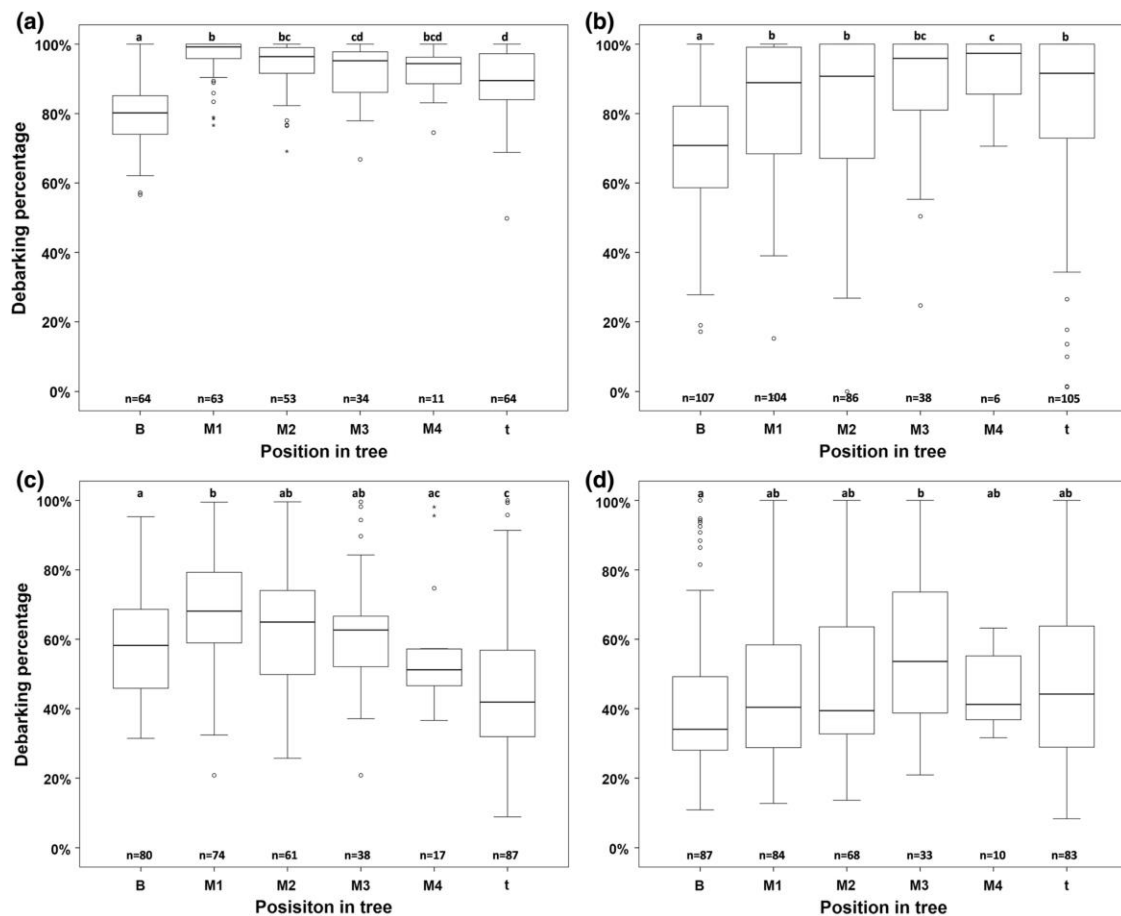 (a)
Debarking percentage
100%
80%
60%
40%
20%
0%
a b bc cd bcd d
n=64 n=63 n=53 n=34 n=11 n=64
B M1 M2 M3 M4 t
Position in tree
(b)
100%
80%
60%
40%
20%
0%
a b b bc c b
n=107 n=104 n=86 n=38 n=6 n=105
B M1 M2 M3 M4 t
Position in tree
(c)
Debarking percentage
100%
80%
60%
40%
20%
0%
a b ab ab ac c
n=80 n=74 n=61 n=38 n=17 n=87
B M1 M2 M3 M4 t
Posisiton in tree
(d)
100%
80%
60%
40%
20%
0%
a ab ab b ab ab
n=87 n=84 n=68 n=33 n=10 n=83
B M1 M2 M3 M4 t
Position in tree